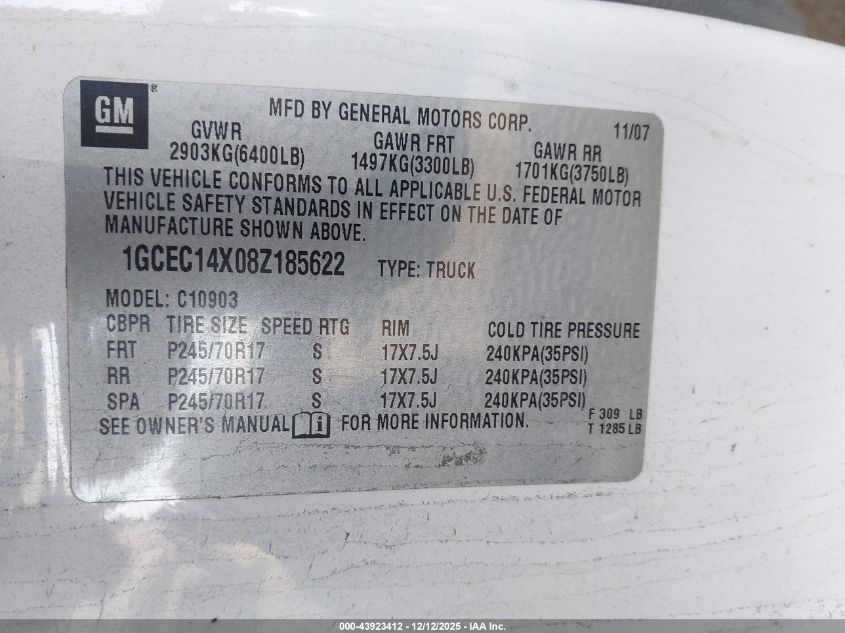 GM ®
MFD BY GENERAL MOTORS CORP. 11/07
GVWR GAWR FRT GAWR RR
2903KG(6400LB) 1497KG(3300LB) 1701KG(3750LB)
THIS VEHICLE CONFORMS TO ALL APPLICABLE U.S. FEDERAL MOTOR
VEHICLE SAFETY STANDARDS IN EFFECT ON THE DATE OF
MANUFACTURE SHOWN ABOVE.
1GCEC14X08Z185622 TYPE: TRUCK
MODEL: C10903
CBPR TIRE SIZE SPEED RTG RIM COLD TIRE PRESSURE
FRT P245/70R17 S 17X7.5J 240KPA(35PSI)
RR P245/70R17 S 17X7.5J 240KPA(35PSI)
SPA P245/70R17 S 17X7.5J 240KPA(35PSI)
F 309 LB
SEE OWNER'S MANUAL i FOR MORE INFORMATION.
T 1285 LB
000-43923412 - 12/12/2025 - IAA Inc.